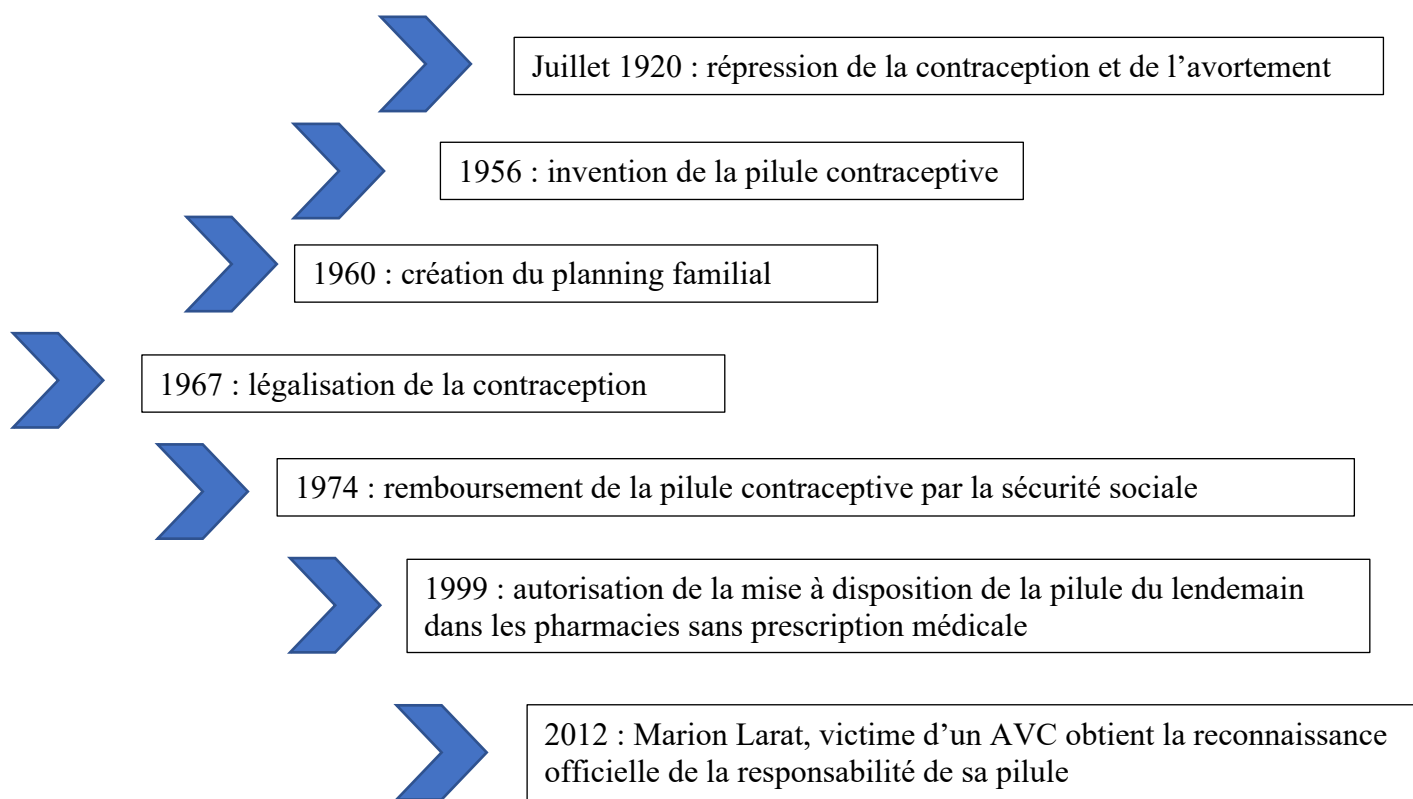 Juillet 1920 : répression de la contraception et de l’avortement
1956 : invention de la pilule contraceptive
1960 : création du planning familial
1967 : légalisation de la contraception
1974 : remboursement de la pilule contraceptive par la sécurité sociale
1999 : autorisation de la mise à disposition de la pilule du lendemain
dans les pharmacies sans prescription médicale
2012 : Marion Larat, victime d’un AVC obtient la reconnaissance
officielle de la responsabilité de sa pilule